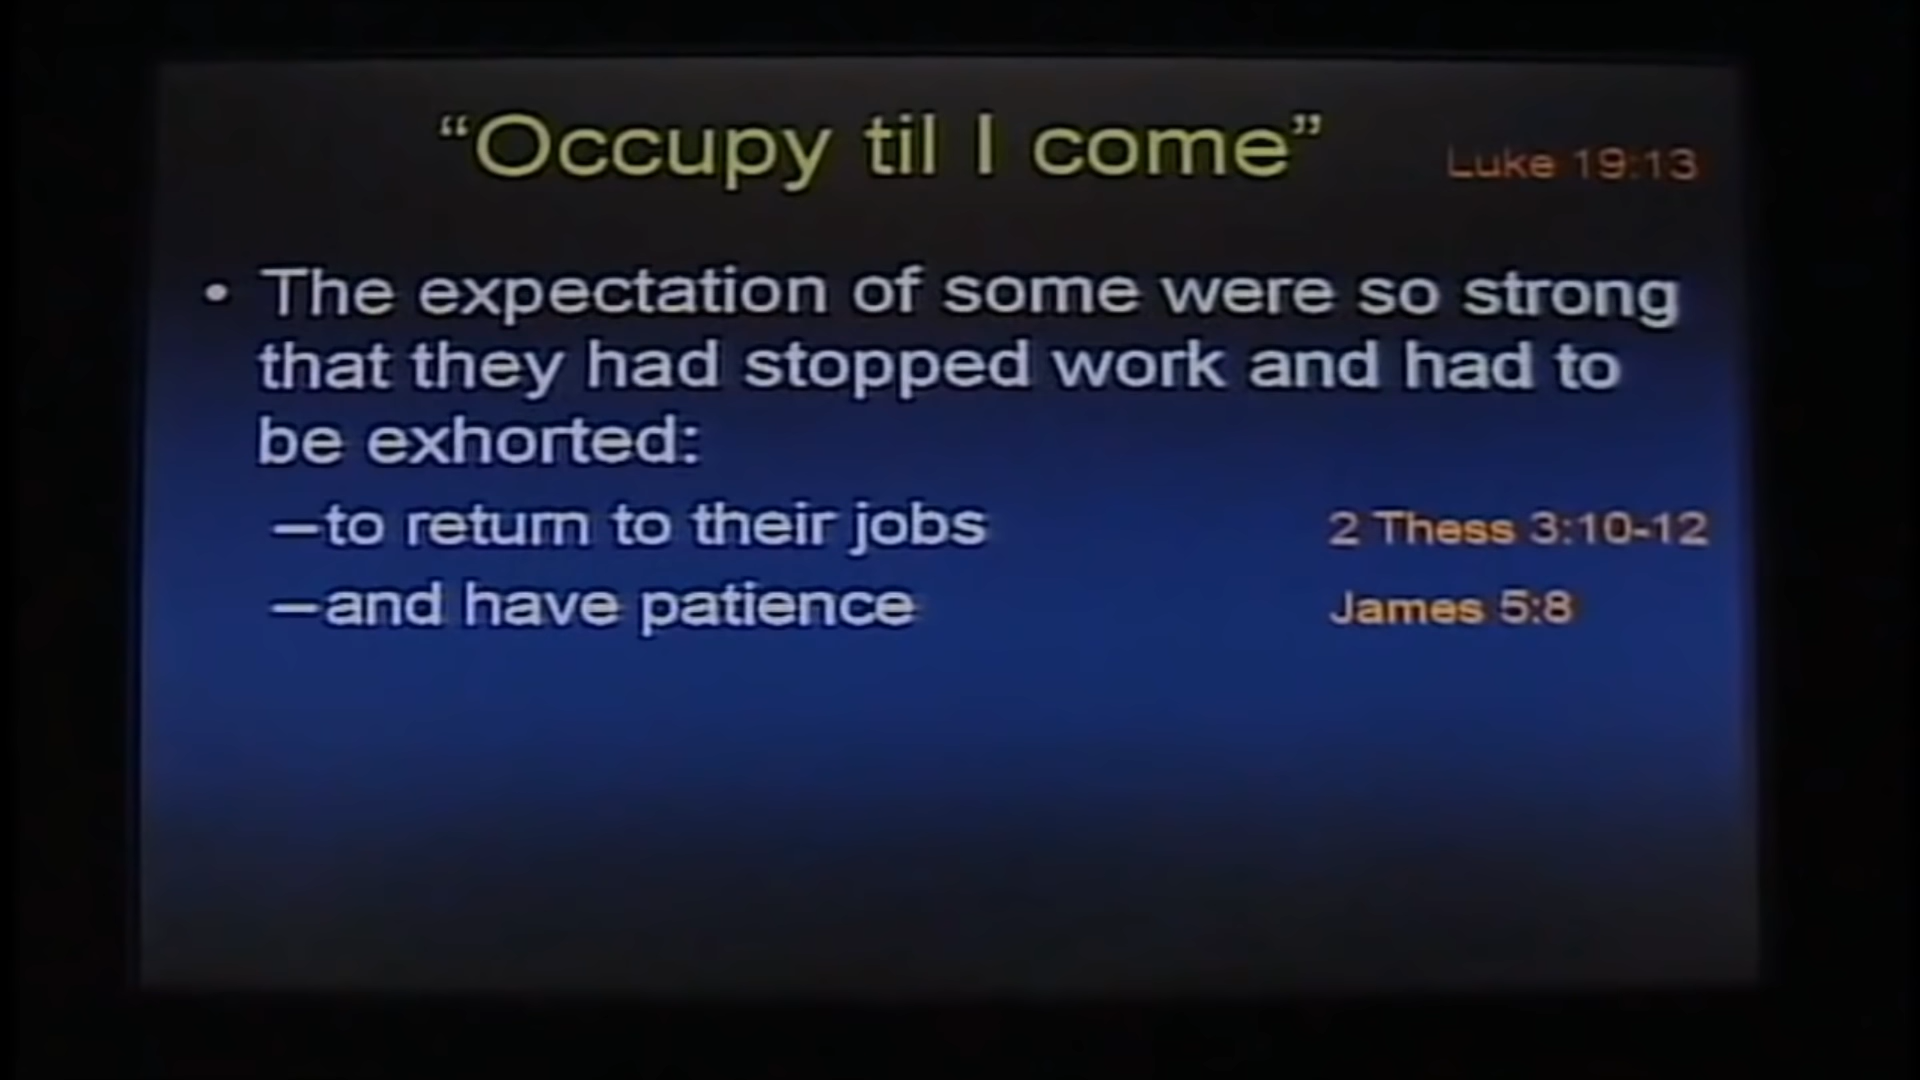 “Occupy til I come” Luke 19:13
• The expectation of some were so strong
that they had stopped work and had to
be exhorted:
–to return to their jobs 2 Thess 3:10-12
–and have patience James 5:8